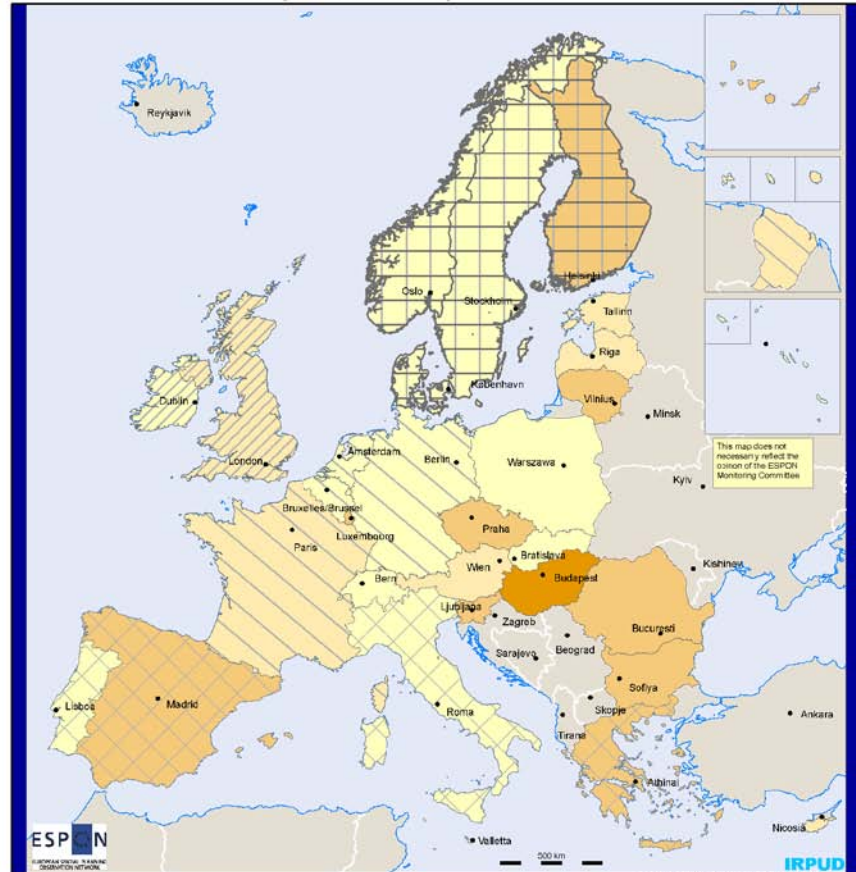 Reykjavik
Oslo
Stockholm
Helsinki
Tallinn
Riga
Vilnius
Minsk
København
Dublin
London
Amsterdam
Berlin
Warszawa
Kyiv
This map does not
necessarily reflect the
opinion of the ESPON
Monitoring Committee
Bruxelles/Brussel
Luxembourg
Paris
Praha
Wien
Bratislava
Budapest
Kishinev
Bern
Ljubljana
Zagreb
Beograd
Bucuresti
Sarajevo
Sofiya
Skopje
Tirana
Lisboa
Madrid
Roma
Ankara
Athinai
Nicosia
Valletta
500 km
ESPON
EUROPEAN SPATIAL PLANNING
OBSERVATION NETWORK
IRPUD